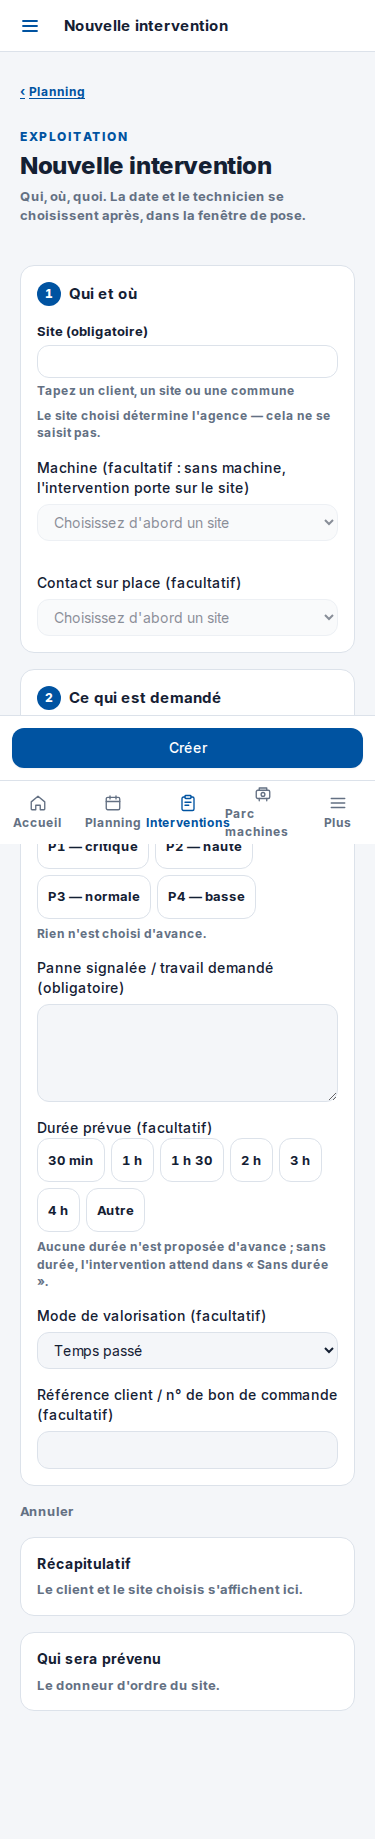 Nouvelle intervention
‹ Planning
EXPLOITATION
Nouvelle intervention
Qui, où, quoi. La date et le technicien se
choisissent après, dans la fenêtre de pose.
1 Qui et où
Site (obligatoire)
Tapez un client, un site ou une commune
Le site choisi détermine l'agence — cela ne se
saisit pas.
Machine (facultatif : sans machine,
l'intervention porte sur le site)
Choisissez d'abord un site
Contact sur place (facultatif)
Choisissez d'abord un site
2 Ce qui est demandé
Créer
Accueil Planning Interventions Parc machines Plus
P1 — critique P2 — haute
P3 — normale P4 — basse
Rien n'est choisi d'avance.
Panne signalée / travail demandé
(obligatoire)
Durée prévue (facultatif)
30 min 1 h 1 h 30 2 h 3 h
4 h Autre
Aucune durée n'est proposée d'avance ; sans
durée, l'intervention attend dans « Sans durée
».
Mode de valorisation (facultatif)
Temps passé
Référence client / n° de bon de commande
(facultatif)
Annuler
Récapitulatif
Le client et le site choisis s'affichent ici.
Qui sera prévenu
Le donneur d'ordre du site.